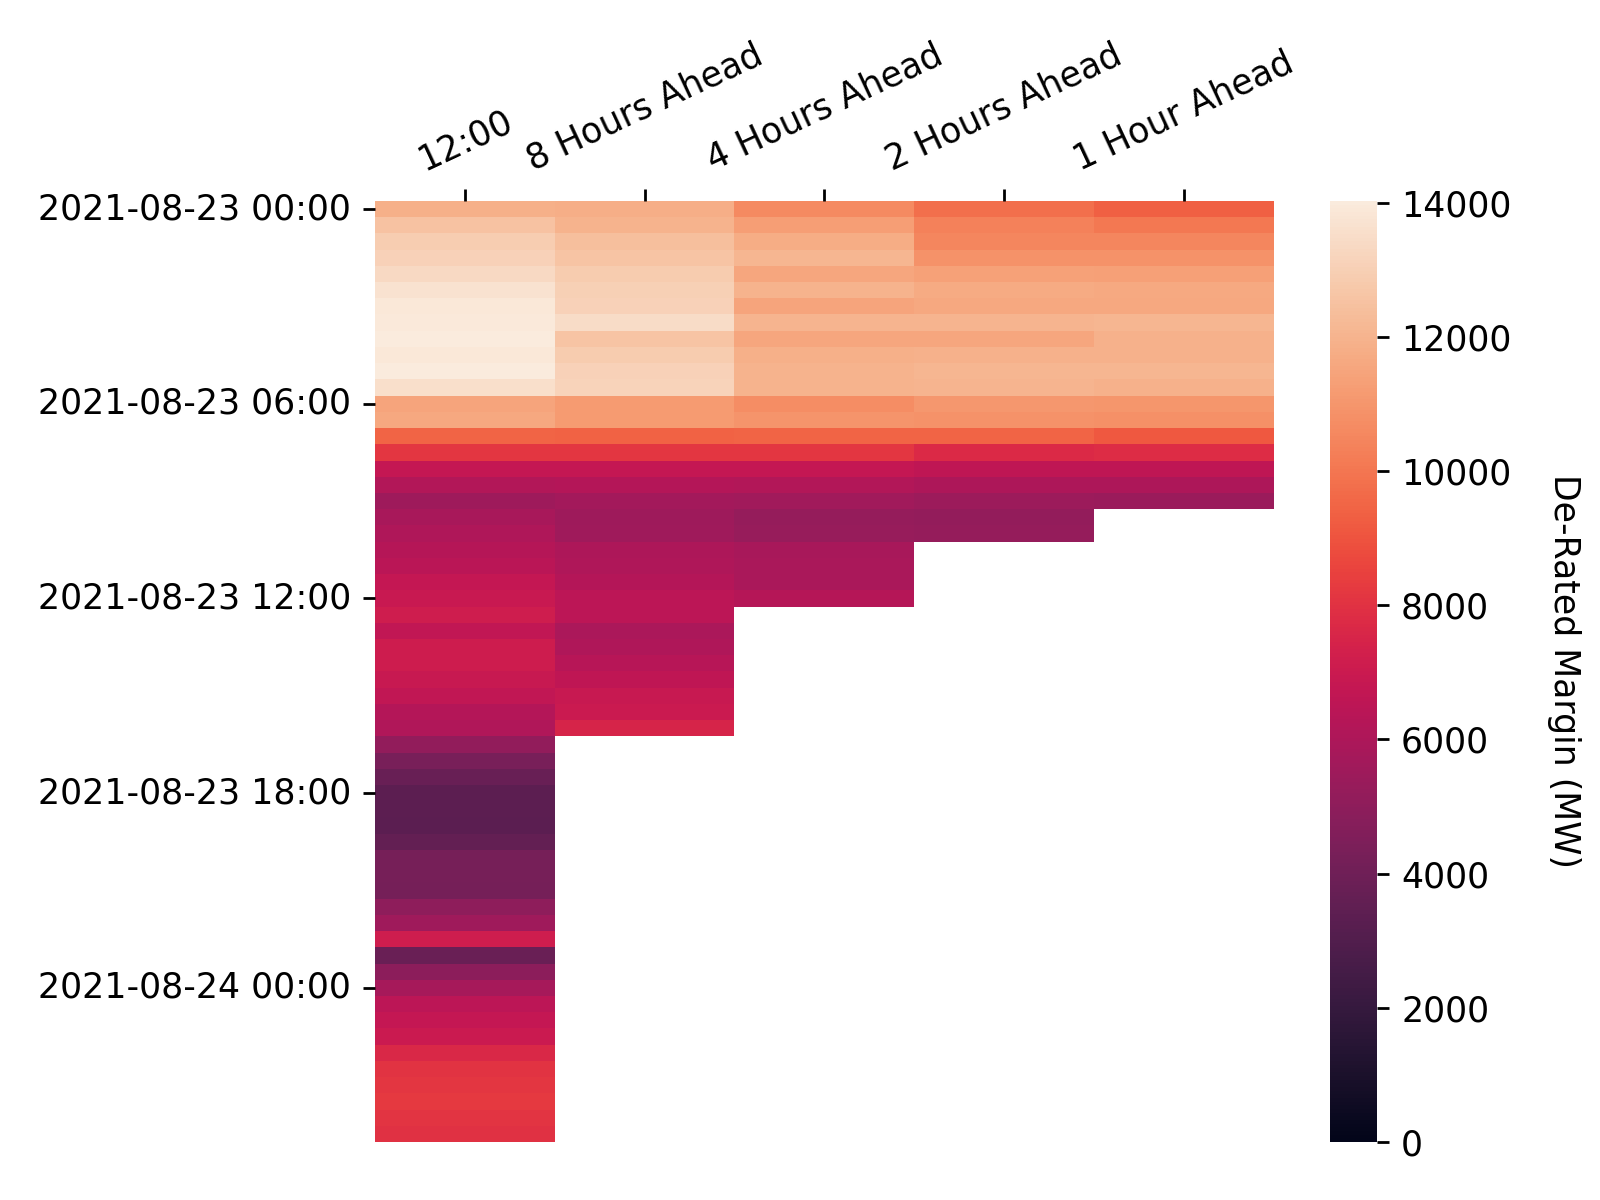 12:00
8 Hours Ahead
4 Hours Ahead
2 Hours Ahead
1 Hour Ahead
2021-08-23 00:00
2021-08-23 06:00
2021-08-23 12:00
2021-08-23 18:00
2021-08-24 00:00
14000
12000
10000
8000
6000
4000
2000
0
De-Rated Margin (MW)